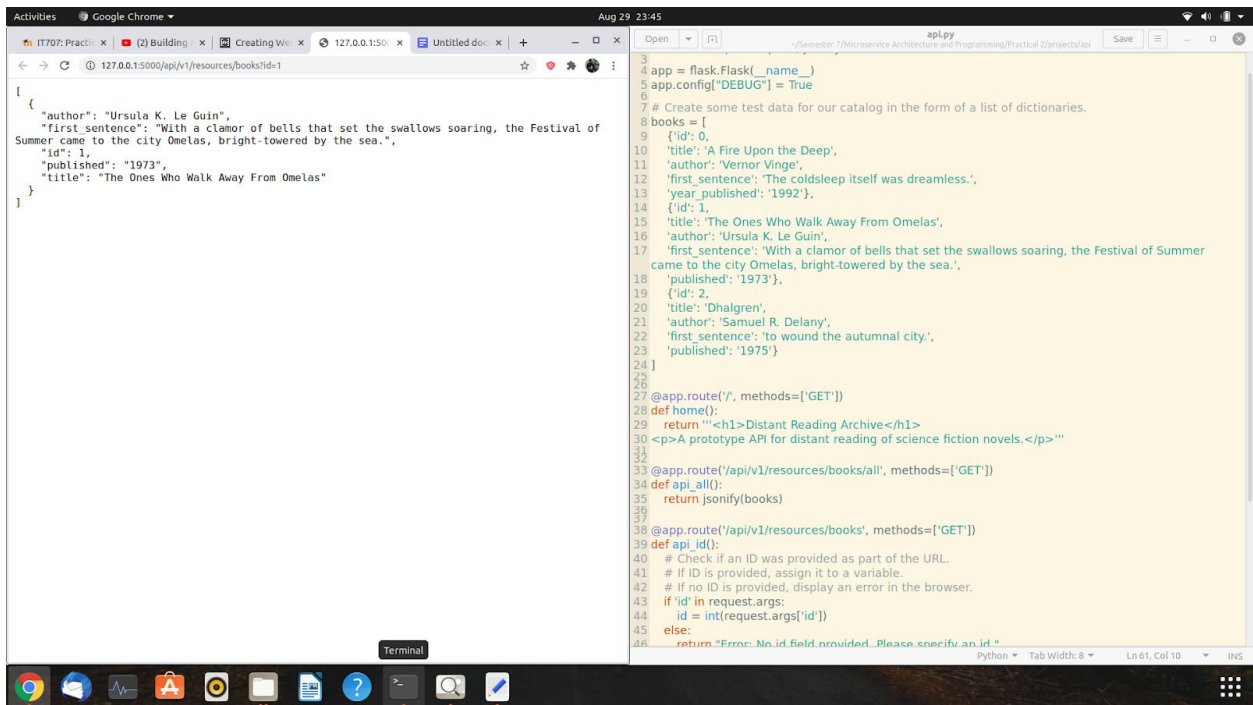 Activities
Google Chrome ▾
Aug 29 23:45
IT707: Practic
(2) Building
Creating We
127.0.0.1:500
Untitled doc
127.0.0.1:5000/api/v1/resources/books?id=1
[
{
"author": "Ursula K. Le Guin",
"first_sentence": "With a clamor of bells that set the swallows soaring, the Festival of
Summer came to the city Omelas, bright-towered by the sea.",
"id": 1,
"published": "1973",
"title": "The Ones Who Walk Away From Omelas"
}
]
Terminal
Open
api.py
~/Semester 7/Microservice Architecture and Programming/Practical 2/projects/api
Save
3
4 app = flask.Flask(__name__)
5 app.config["DEBUG"] = True
6
7 # Create some test data for our catalog in the form of a list of dictionaries.
8 books = [
9 {'id': 0,
10 'title': 'A Fire Upon the Deep',
11 'author': 'Vernor Vinge',
12 'first_sentence': 'The coldsleep itself was dreamless.',
13 'year_published': '1992'},
14 {'id': 1,
15 'title': 'The Ones Who Walk Away From Omelas',
16 'author': 'Ursula K. Le Guin',
17 'first_sentence': 'With a clamor of bells that set the swallows soaring, the Festival of Summer
came to the city Omelas, bright-towered by the sea.',
18 'published': '1973'},
19 {'id': 2,
20 'title': 'Dhalgren',
21 'author': 'Samuel R. Delany',
22 'first_sentence': 'to wound the autumnal city.',
23 'published': '1975'}
24 ]
25
26
27 @app.route('/', methods=['GET'])
28 def home():
29 return '''<h1>Distant Reading Archive</h1>
30 <p>A prototype API for distant reading of science fiction novels.</p>'''
31
32
33 @app.route('/api/v1/resources/books/all', methods=['GET'])
34 def api_all():
35 return jsonify(books)
36
37
38 @app.route('/api/v1/resources/books', methods=['GET'])
39 def api_id():
40 # Check if an ID was provided as part of the URL.
41 # If ID is provided, assign it to a variable.
42 # If no ID is provided, display an error in the browser.
43 if 'id' in request.args:
44 id = int(request.args['id'])
45 else:
46 return "Error: No id field provided. Please specify an id."
Python ▾ Tab Width: 8 ▾ Ln 61, Col 10 ▾ INS